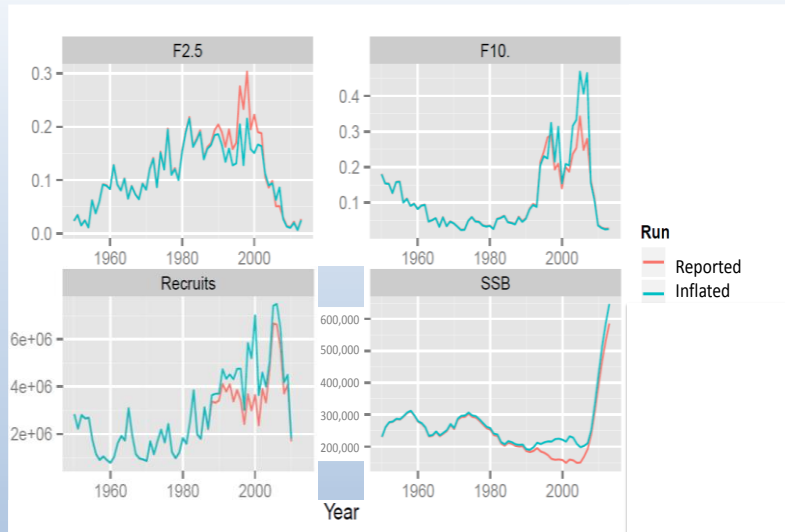 F2.5
F10.
0.3
0.2
0.1
0.0
0.4
0.3
0.2
0.1
1960
1980
2000
1960
1980
2000
Run
Reported
Inflated
Recruits
SSB
6e+06
4e+06
2e+06
600,000
500,000
400,000
300,000
200,000
1960
1980
2000
1960
1980
2000
Year